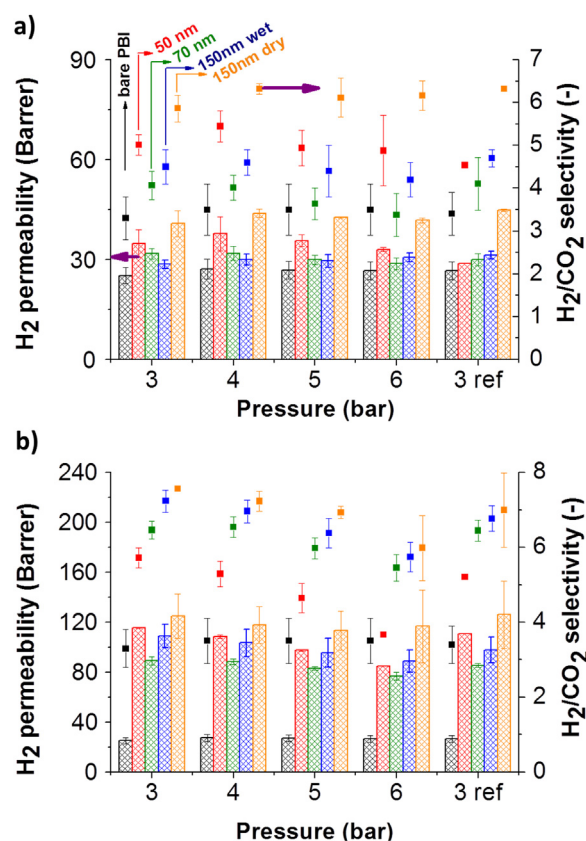 a)
bare PBI
50 nm
70 nm
150nm wet
150nm dry
90
60
30
0
H2 permeability (Barrer)
7
6
5
4
3
2
1
0
H2/CO2 selectivity (-)
3 4 5 6 3 ref
Pressure (bar)
b)
240
200
160
120
80
40
0
H2 permeability (Barrer)
8
6
4
2
0
H2/CO2 selectivity (-)
3 4 5 6 3 ref
Pressure (bar)